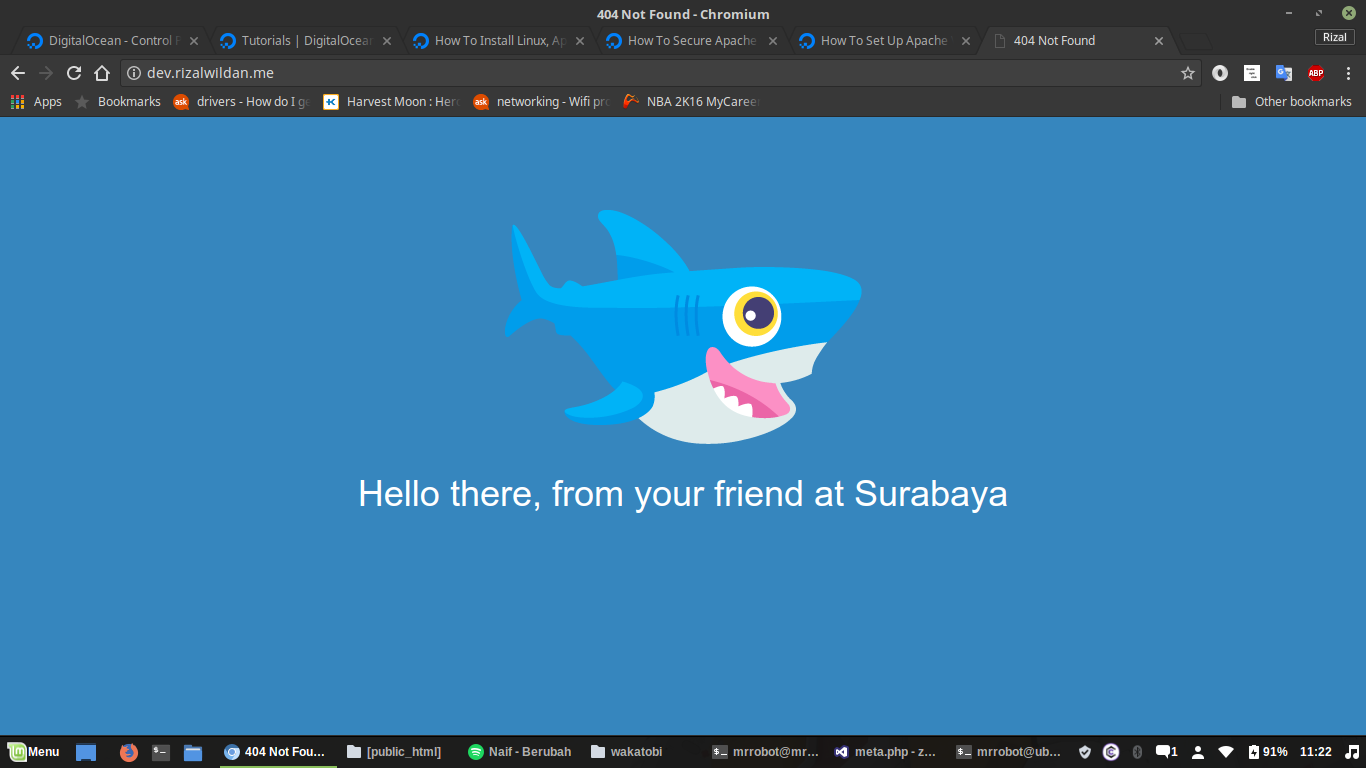 404 Not Found - Chromium
DigitalOcean - Control P
Tutorials | DigitalOcean
How To Install Linux, Ap
How To Secure Apache
How To Set Up Apache
404 Not Found
Rizal
dev.rizalwildan.me
ABP
Apps
Bookmarks
ask
drivers - How do I ge
Harvest Moon : Hero
ask
networking - Wifi pro
NBA 2K16 MyCareer
Other bookmarks
Hello there, from your friend at Surabaya
Menu
404 Not Fou...
[public_html]
Naif - Berubah
wakatobi
mrrobot@mr...
meta.php - z...
mrrobot@ub...
1
91%
11:22